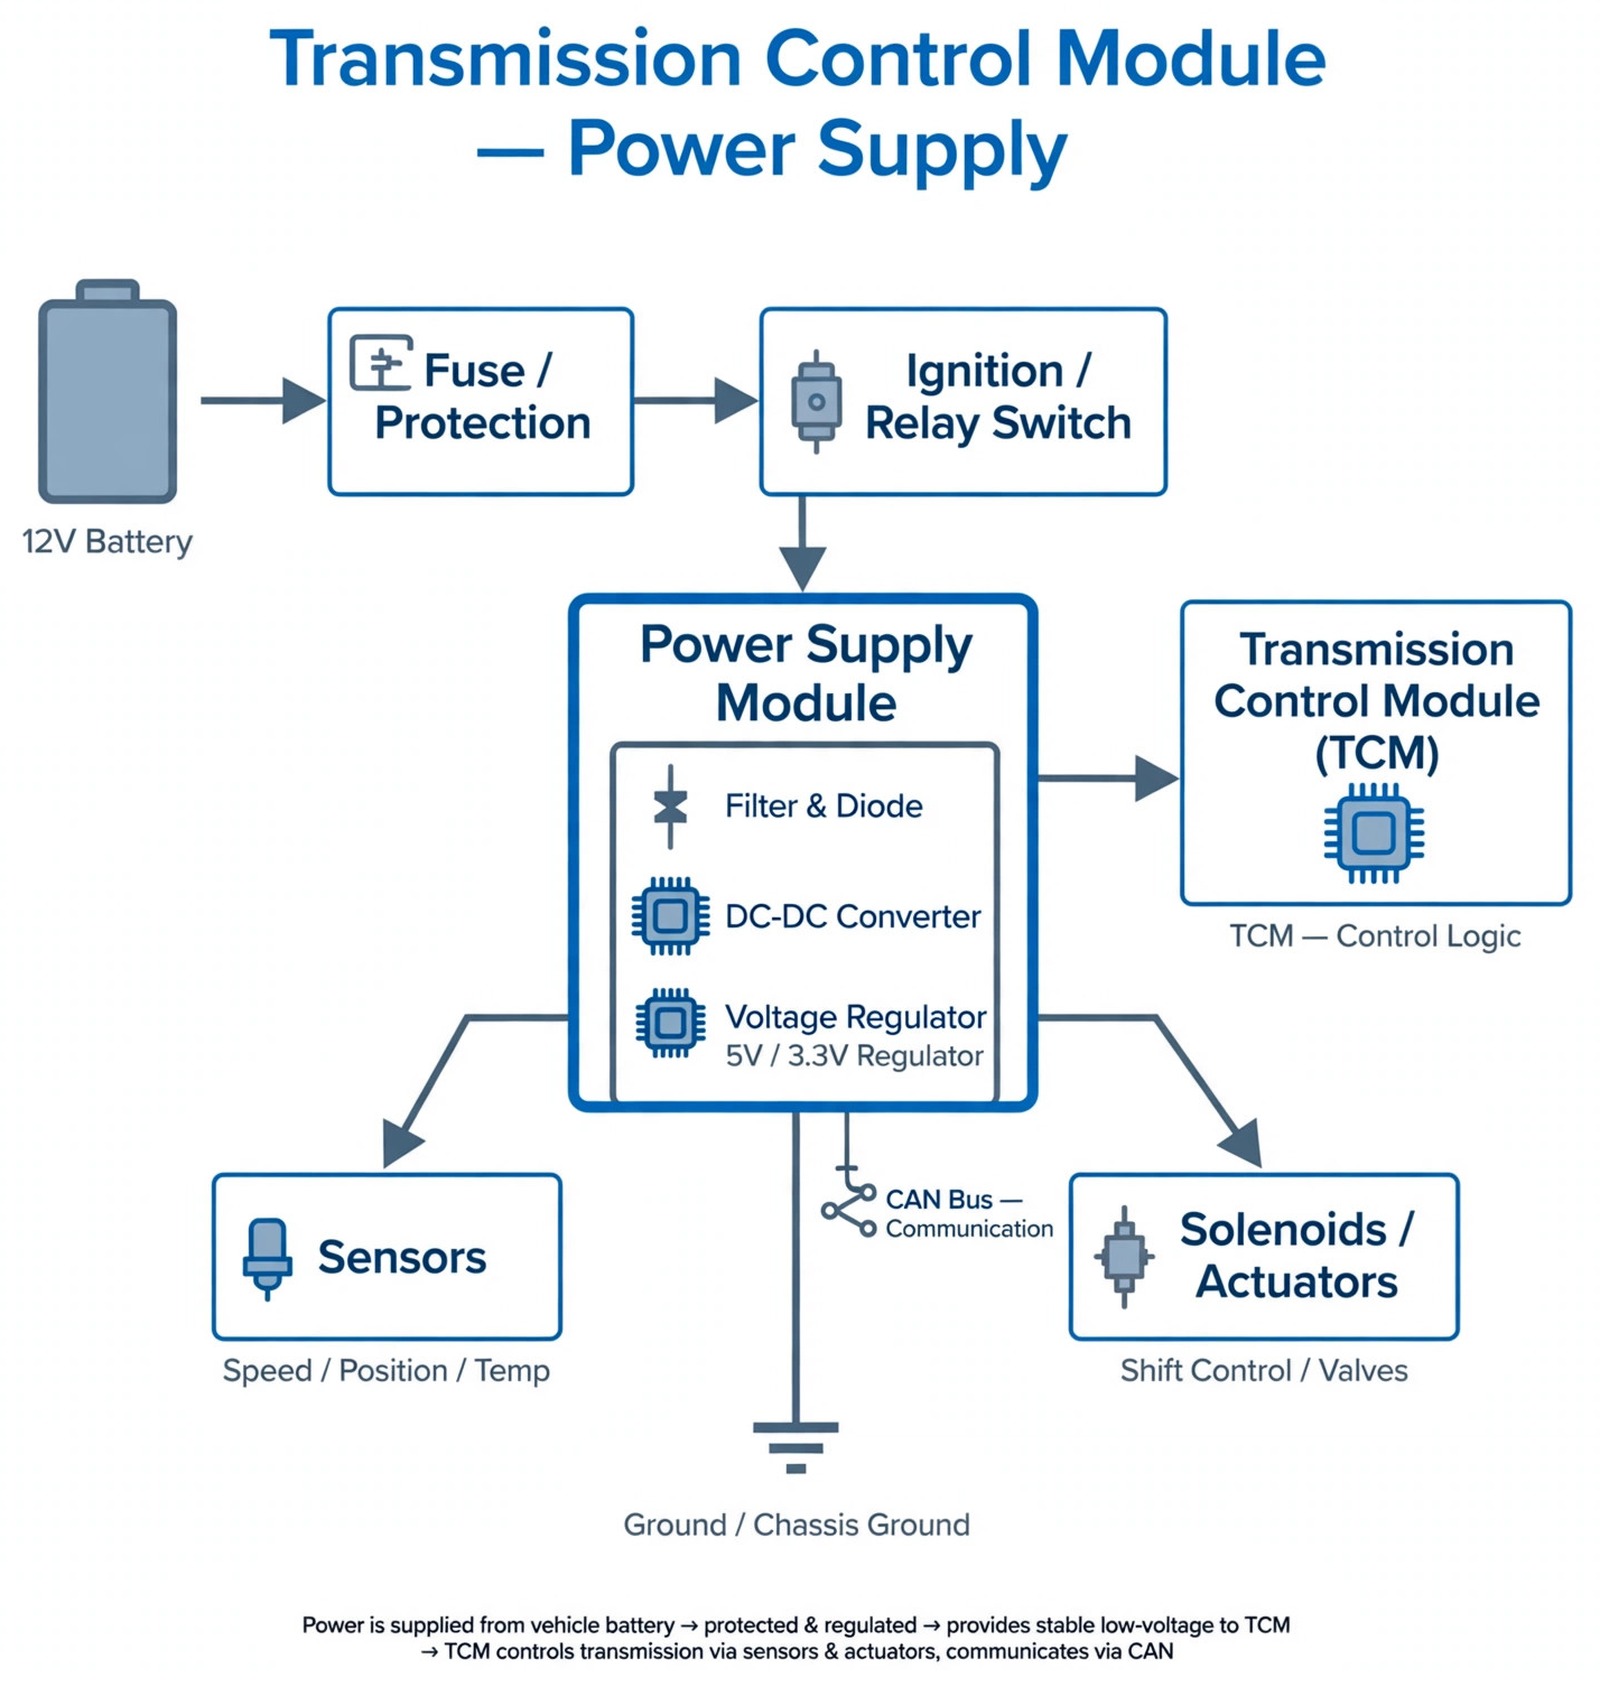 Transmission Control Module
— Power Supply
12V Battery
Fuse /
Protection
Ignition /
Relay Switch
Power Supply
Module
Filter & Diode
DC-DC Converter
Voltage Regulator
5V / 3.3V Regulator
Transmission
Control Module
(TCM)
TCM — Control Logic
Sensors
Speed / Position / Temp
CAN Bus —
Communication
Solenoids /
Actuators
Shift Control / Valves
Ground / Chassis Ground
Power is supplied from vehicle battery → protected & regulated → provides stable low-voltage to TCM
→ TCM controls transmission via sensors & actuators, communicates via CAN